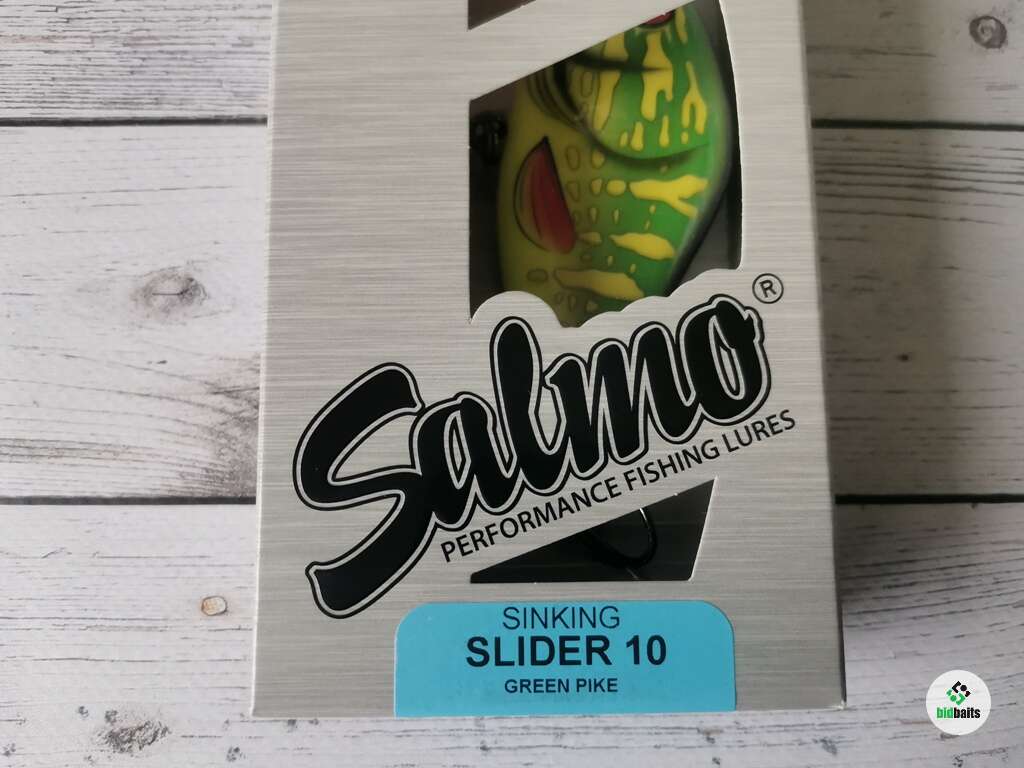 Salmo®
PERFORMANCE FISHING LURES
SINKING
SLIDER 10
GREEN PIKE
bidbaits